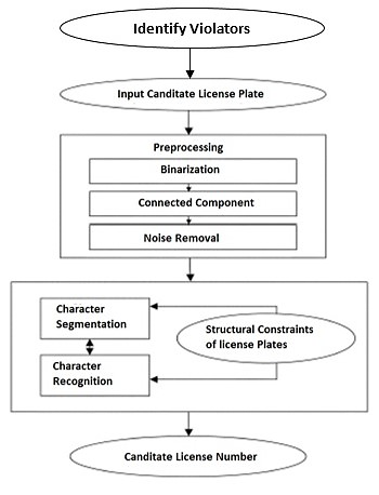 Identify Violators
Input Canditate License Plate
Preprocessing
Binarization
Connected Component
Noise Removal
Character
Segmentation
Structural Constraints
of license Plates
Character
Recognition
Canditate License Number